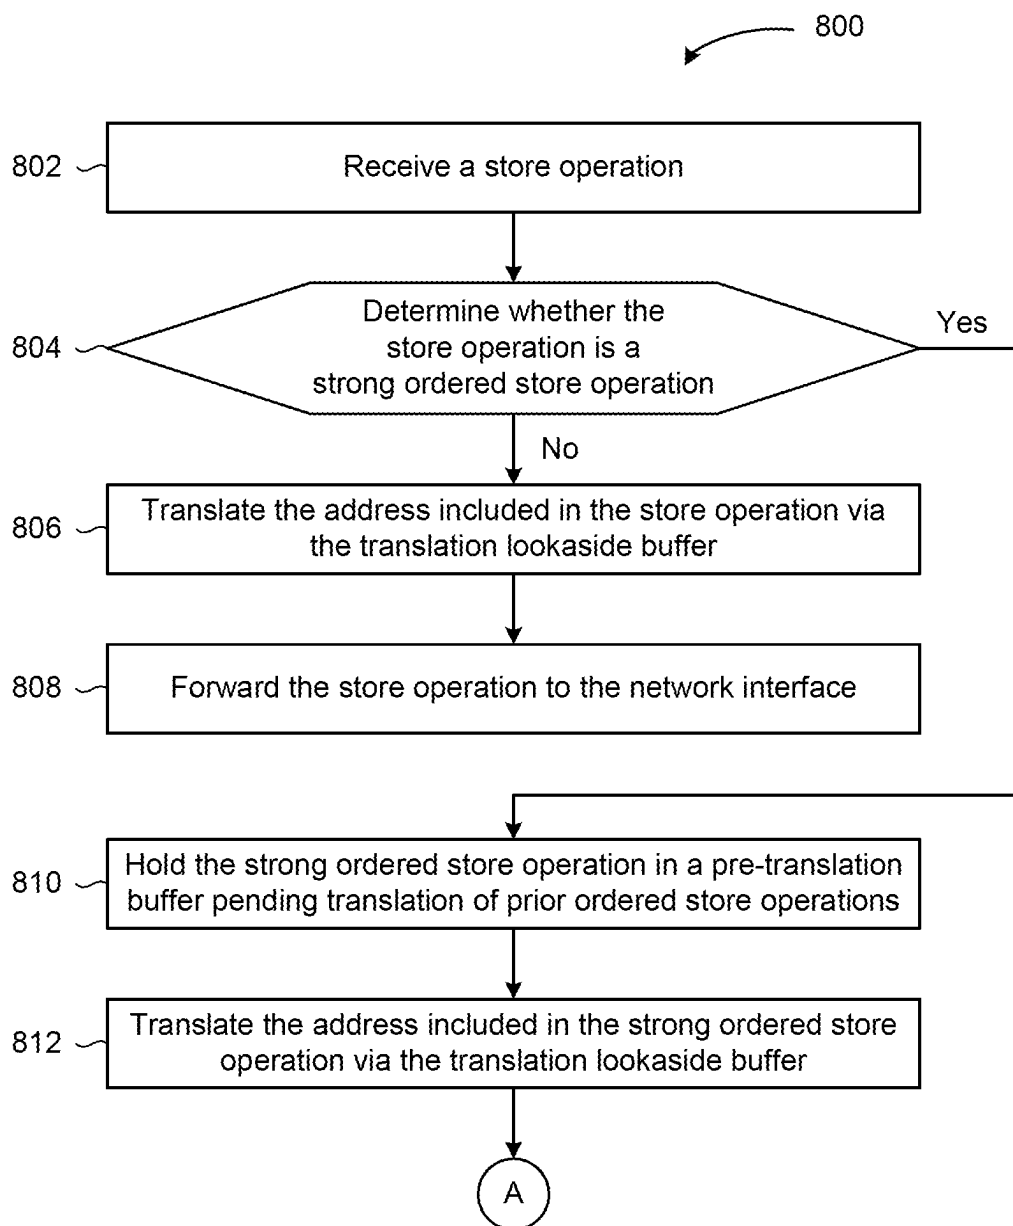 800
802
Receive a store operation
804
Determine whether the
store operation is a
strong ordered store operation
Yes
No
806
Translate the address included in the store operation via
the translation lookaside buffer
808
Forward the store operation to the network interface
810
Hold the strong ordered store operation in a pre-translation
buffer pending translation of prior ordered store operations
812
Translate the address included in the strong ordered store
operation via the translation lookaside buffer
A